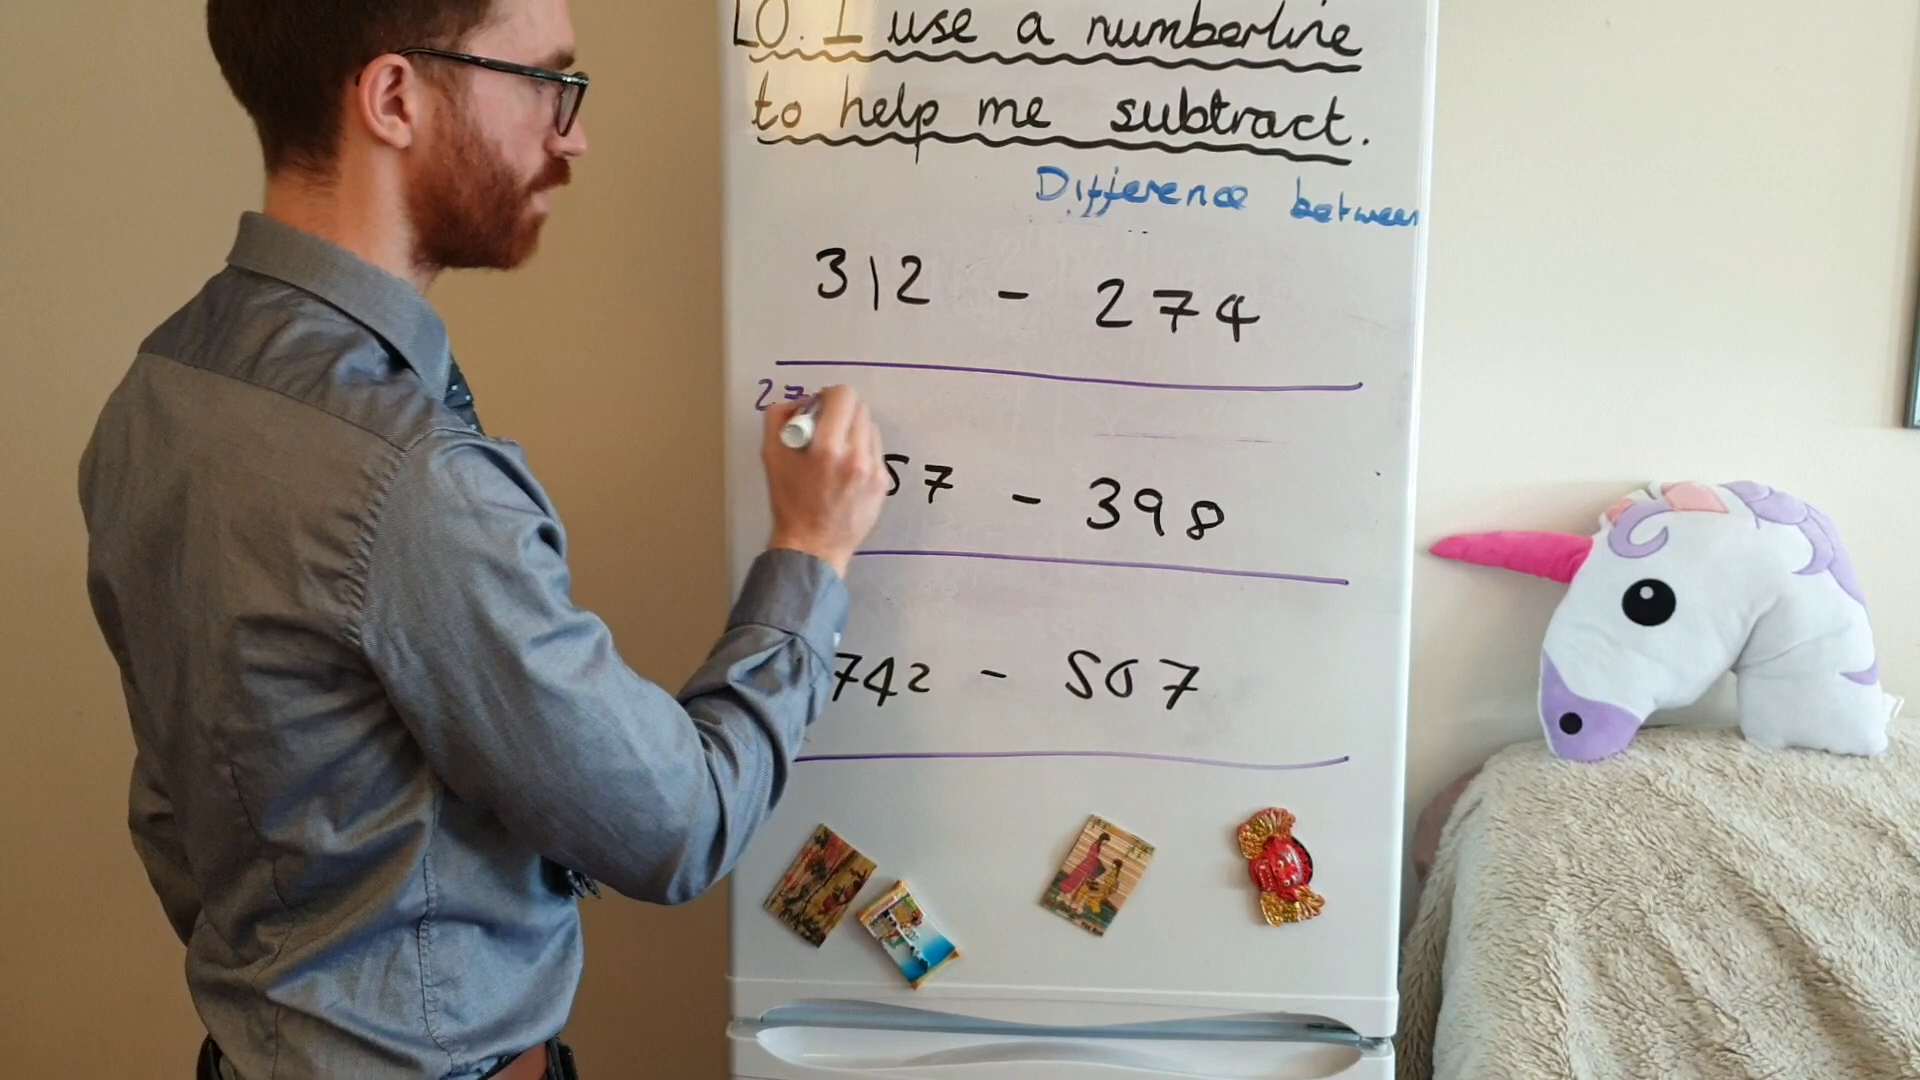 LO. I use a numberline
to help me subtract.
Difference between
312 - 274
27
57 - 398
742 - 507